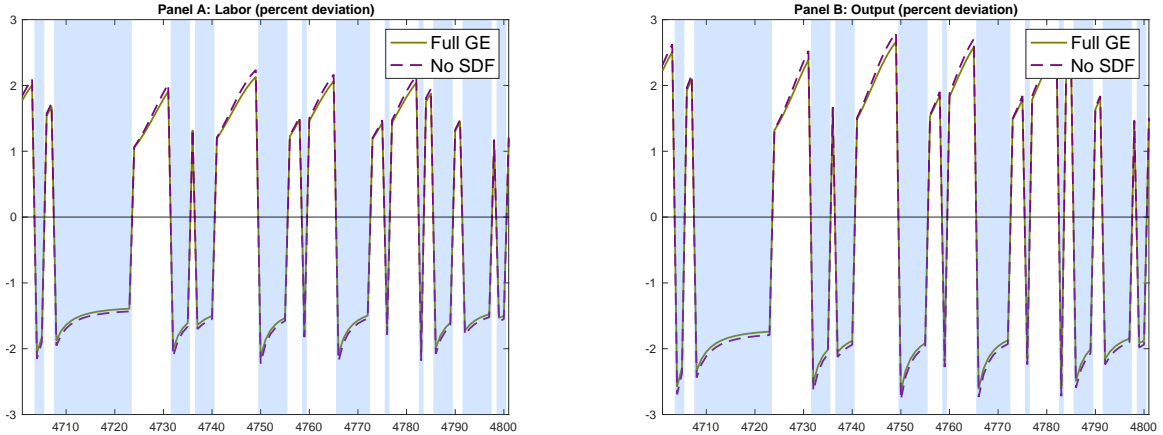 Panel A: Labor (percent deviation)
3
2
1
0
-1
-2
-3
4710 4720 4730 4740 4750 4760 4770 4780 4790 4800
Full GE
No SDF
Panel B: Output (percent deviation)
3
2
1
0
-1
-2
-3
4710 4720 4730 4740 4750 4760 4770 4780 4790 4800
Full GE
No SDF